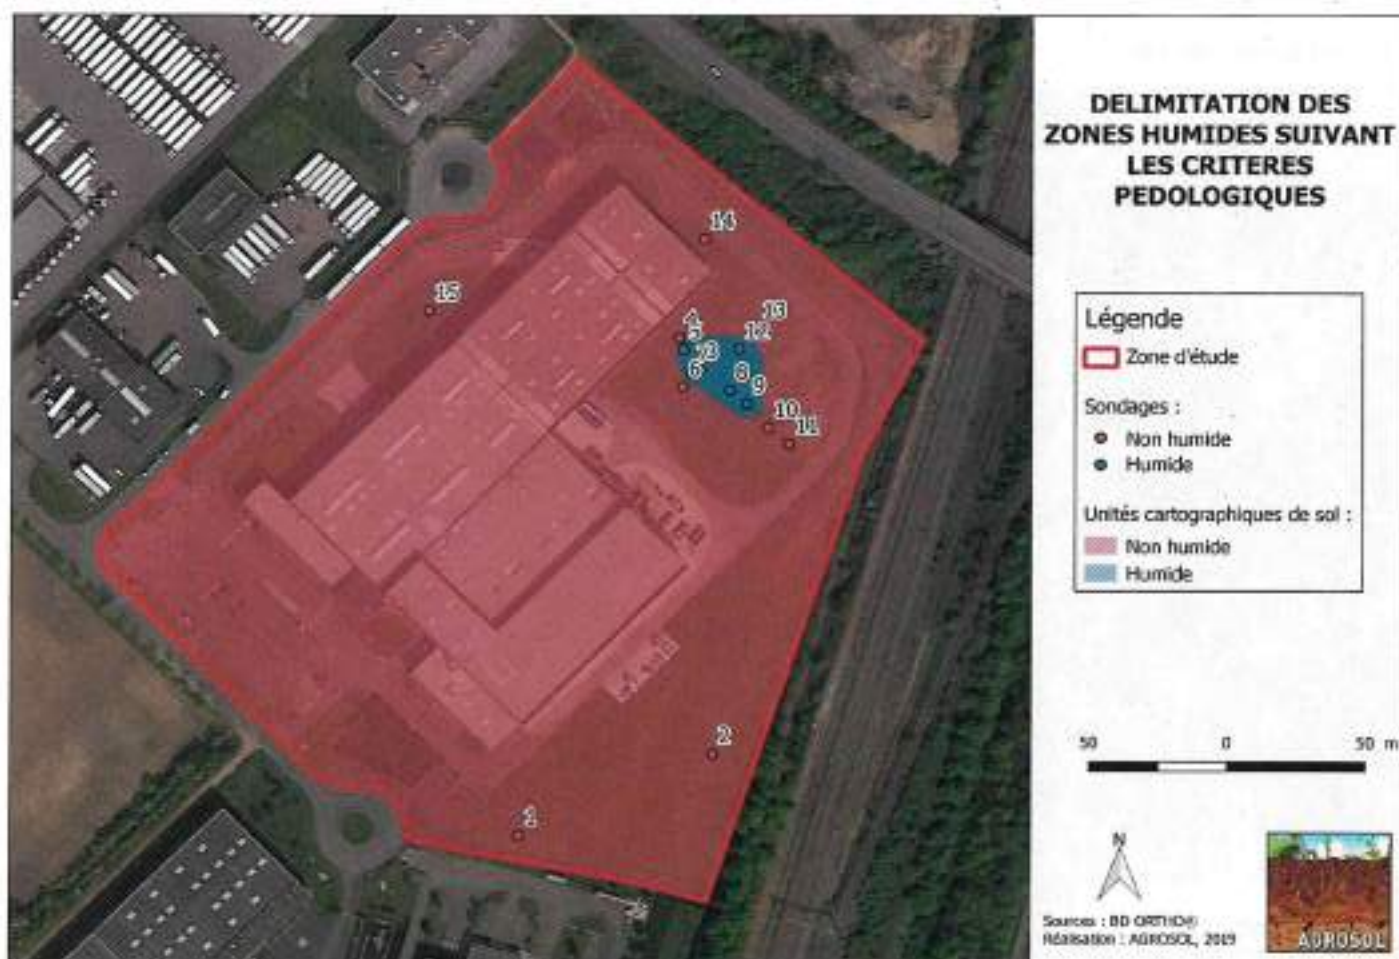 DELIMITATION DES
ZONES HUMIDES SUIVANT
LES CRITERES
PEDOLOGIQUES
Légende
Zone d'étude
Sondages :
Non humide
Humide
Unités cartographiques de sol :
Non humide
Humide
50 0 50 m
N
Sources : BD ORTHO®
Réalisation : AGROSOL, 2019
AGROSOL
14
15
13
4
5
12
7
3
6
8
9
10
11
2
1